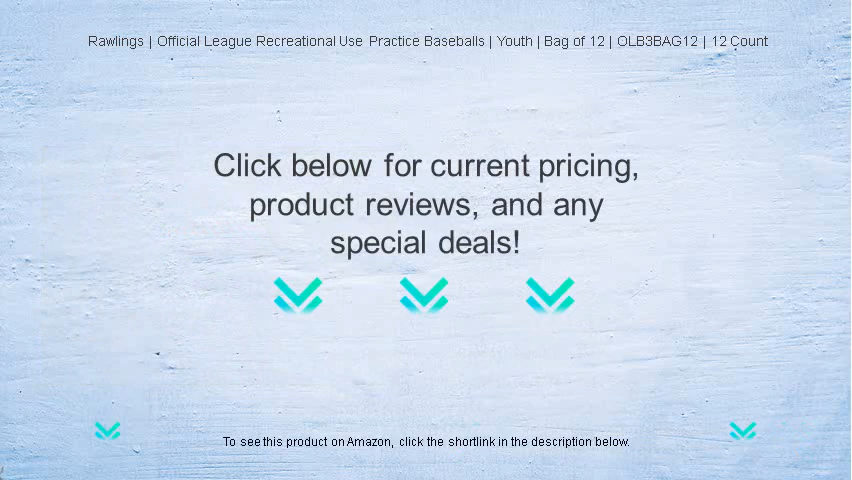 Rawlings | Official League Recreational Use Practice Baseballs | Youth | Bag of 12 | OLB3BAG12 | 12 Count
Click below for current pricing,
product reviews, and any
special deals!
To see this product on Amazon, click the shortlink in the description below.